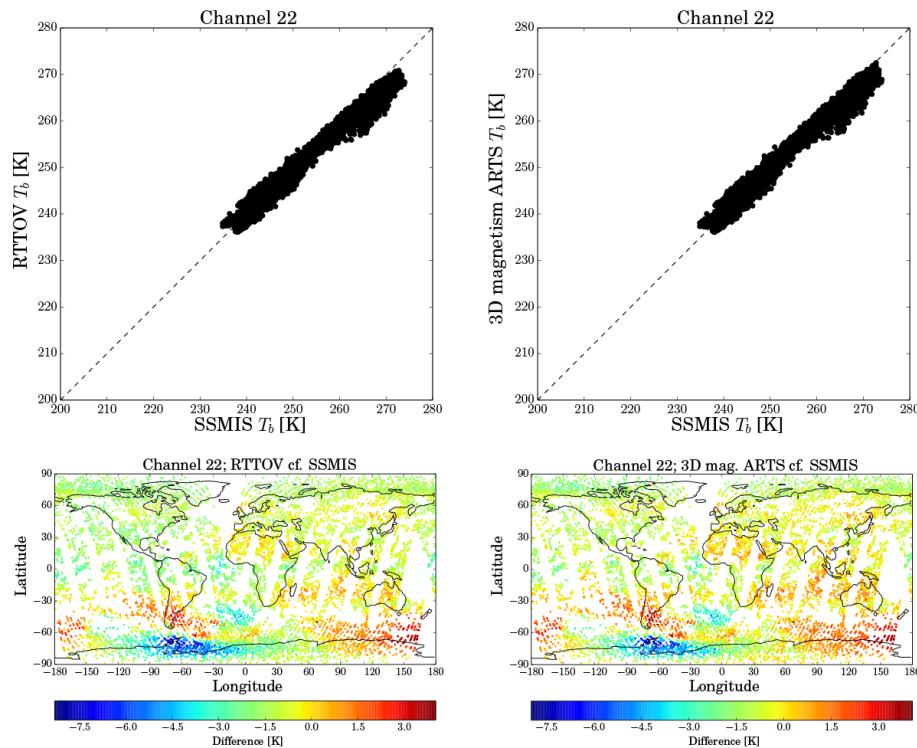 Channel 22
Channel 22
RTTOV T_b [K]
280
270
260
250
240
230
220
210
200
200 210 220 230 240 250 260 270 280
SSMIS T_b [K]
3D magnetism ARTS T_b [K]
280
270
260
250
240
230
220
210
200
200 210 220 230 240 250 260 270 280
SSMIS T_b [K]
Channel 22; RTTOV cf. SSMIS
Latitude
90
60
30
0
−30
−60
−90
−180 −150 −120 −90 −60 −30 0 30 60 90 120 150 180
Longitude
−7.5 −6.0 −4.5 −3.0 −1.5 0.0 1.5 3.0
Difference [K]
Channel 22; 3D mag. ARTS cf. SSMIS
Latitude
90
60
30
0
−30
−60
−90
−180 −150 −120 −90 −60 −30 0 30 60 90 120 150 180
Longitude
−7.5 −6.0 −4.5 −3.0 −1.5 0.0 1.5 3.0
Difference [K]